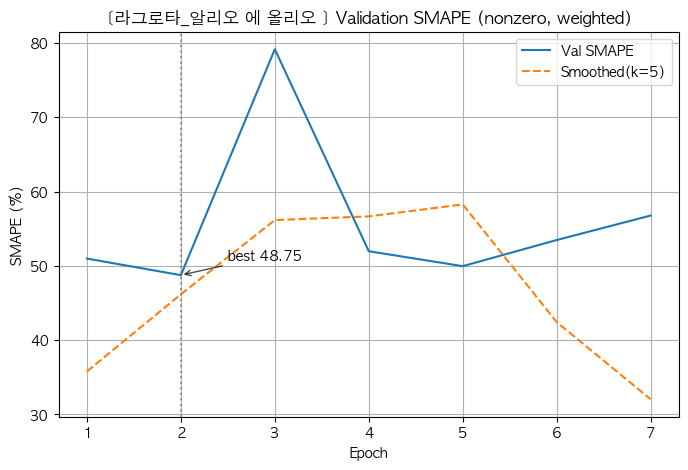 [라그로타_알리오 에 올리오 ] Validation SMAPE (nonzero, weighted)
Val SMAPE
Smoothed(k=5)
SMAPE (%)
80
70
60
50
40
30
best 48.75
1 2 3 4 5 6 7
Epoch